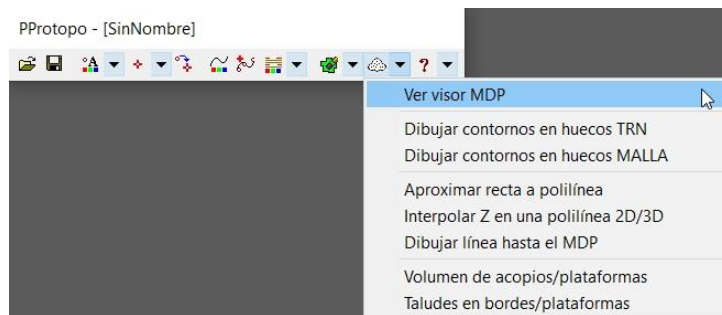 PProtopo - [SinNombre]
A
?
Ver visor MDP
Dibujar contornos en huecos TRN
Dibujar contornos en huecos MALLA
Aproximar recta a polilínea
Interpolar Z en una polilínea 2D/3D
Dibujar línea hasta el MDP
Volumen de acopios/plataformas
Taludes en bordes/plataformas